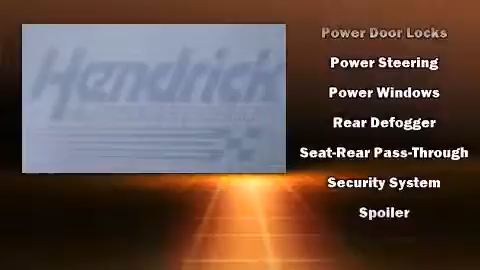 Hendrick
Power Door Locks
Power Steering
Power Windows
Rear Defogger
Seat-Rear Pass-Through
Security System
Spoiler